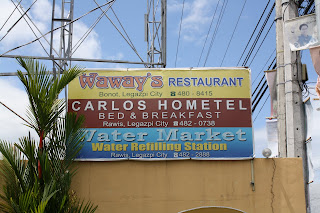 Waway's RESTAURANT
Bonot, Legazpi City ☎ 480 - 8415
CARLOS HOMETEL
BED & BREAKFAST
Rawis, Legazpi City ☎ 482 - 0738
Water Market
Water Refilling Station
Rawis, Legazpi City ☎ 482 - 2588